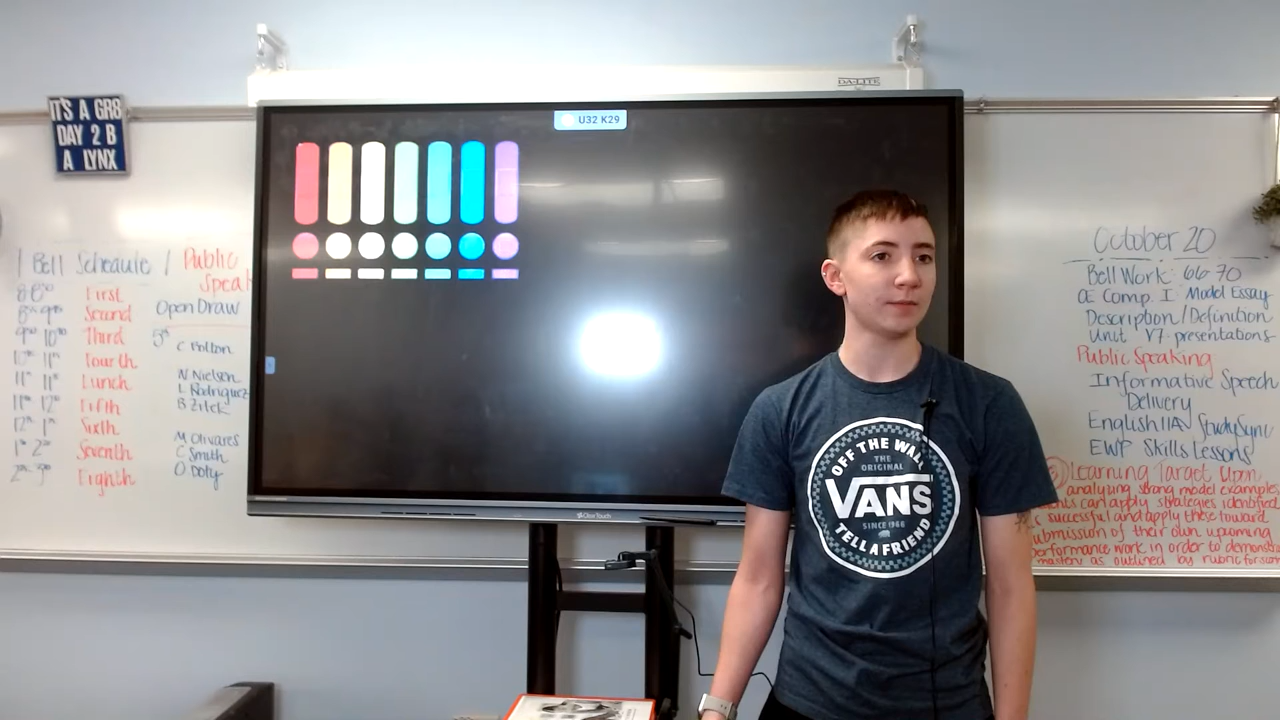 IT'S A GR8
DAY 2 B
A LYNX
DA-LITE
U32 K29
Bell Schedule
Public
Speak
First
Second
Third
Fourth
Lunch
Fifth
Sixth
Seventh
Eighth
Open Draw
C Bolton
N Nielsen
L Rodriguez
B Zitek
M Olivares
C Smith
D Doty
OFF THE WALL
THE
ORIGINAL
VANS
SINCE 1966
TELL A FRIEND
October 20
Bell Work: 66-70
CE Comp. I: Model Essay
Description/Definition
Unit V7-presentations
Public Speaking
Informative Speech
Delivery
English IIA StudySync
EWP Skills Lessons
Learning Target Upon
analyzing strong model examples,
can apply strategies identified
successful and apply these toward
submission of their own upcoming
performance work in order to demonstrate
mastery as outlined by rubric for